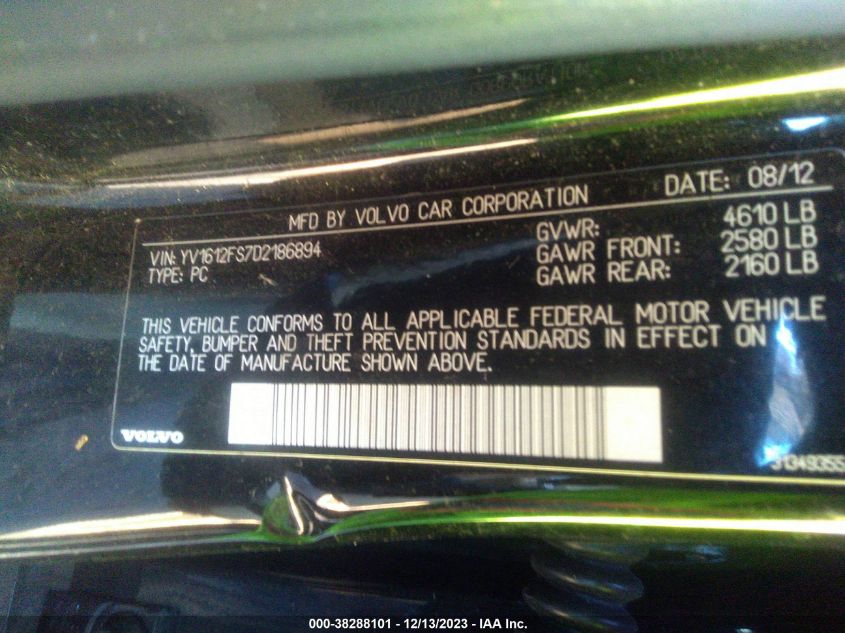 MFD BY VOLVO CAR CORPORATION DATE: 08/12
VIN: YV1612FS7D2186894
TYPE: PC
GVWR: 4610 LB
GAWR FRONT: 2580 LB
GAWR REAR: 2160 LB
THIS VEHICLE CONFORMS TO ALL APPLICABLE FEDERAL MOTOR VEHICLE
SAFETY, BUMPER AND THEFT PREVENTION STANDARDS IN EFFECT ON
THE DATE OF MANUFACTURE SHOWN ABOVE.
VOLVO
31349355
000-38288101 - 12/13/2023 - IAA Inc.